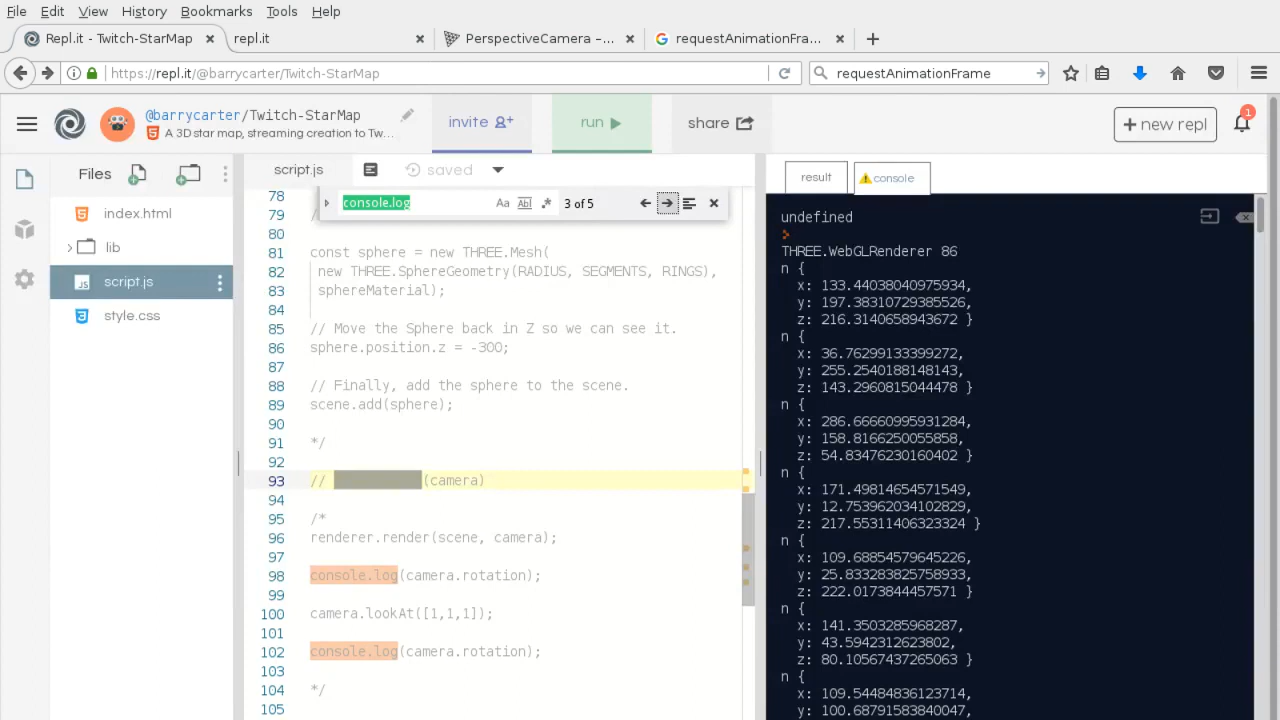 File Edit View History Bookmarks Tools Help
Repl.it - Twitch-StarMap × repl.it × PerspectiveCamera -... × requestAnimationFra... × +
https://repl.it/@barrycarter/Twitch-StarMap requestAnimationFrame
@barrycarter/Twitch-StarMap
A 3D star map, streaming creation to Tw...
invite
run
share
+ new repl
1
Files
index.html
lib
script.js
style.css
script.js saved
console.log Aa Abl .* 3 of 5
78
79 /
80
81 const sphere = new THREE.Mesh(
82 new THREE.SphereGeometry(RADIUS, SEGMENTS, RINGS),
83 sphereMaterial);
84
85 // Move the Sphere back in Z so we can see it.
86 sphere.position.z = -300;
87
88 // Finally, add the sphere to the scene.
89 scene.add(sphere);
90
91 */
92
93 // (camera)
94
95 /*
96 renderer.render(scene, camera);
97
98 console.log(camera.rotation);
99
100 camera.lookAt([1,1,1]);
101
102 console.log(camera.rotation);
103
104 */
105
result console
undefined
>
THREE.WebGLRenderer 86
n {
x: 133.44038040975934,
y: 197.38310729385526,
z: 216.3140658943672 }
n {
x: 36.76299133399272,
y: 255.2540188148143,
z: 143.2960815044478 }
n {
x: 286.66660995931284,
y: 158.8166250055858,
z: 54.83476230160402 }
n {
x: 171.49814654571549,
y: 12.753962034102829,
z: 217.55311406323324 }
n {
x: 109.68854579645226,
y: 25.833283825758933,
z: 222.0173844457571 }
n {
x: 141.3503285968287,
y: 43.5942312623802,
z: 80.10567437265063 }
n {
x: 109.54484836123714,
y: 100.68791583840047,